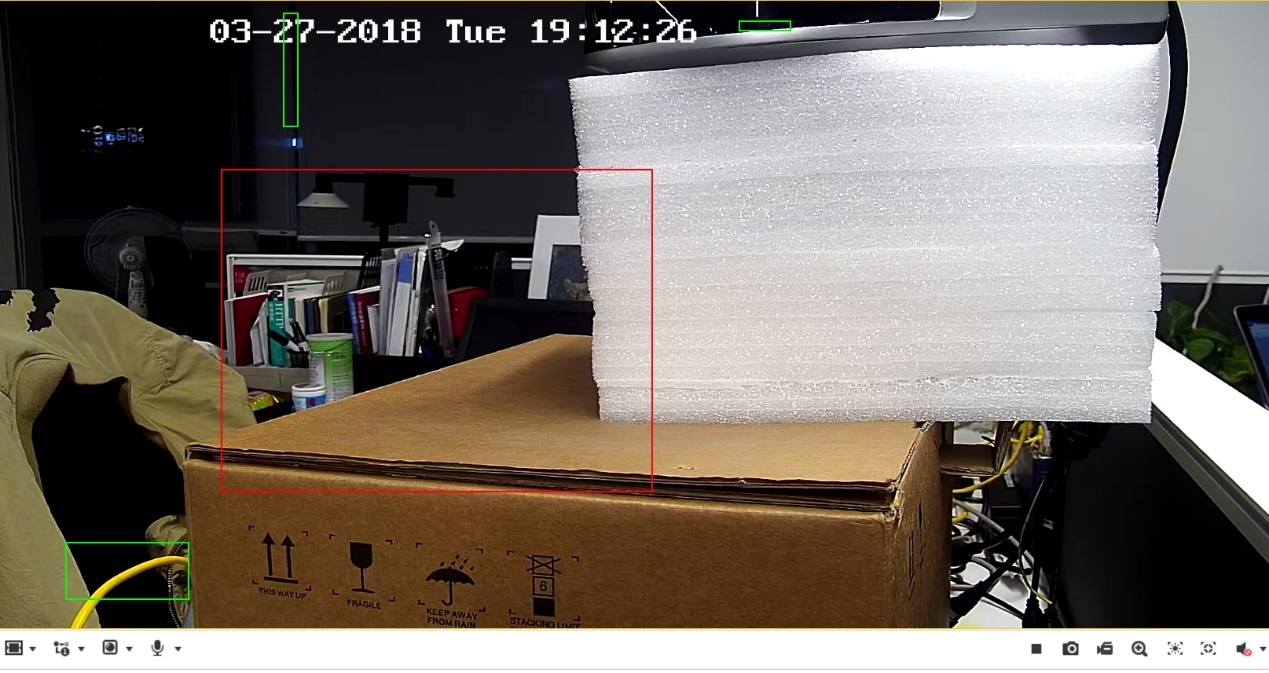 03-27-2018 Tue 19:12:26
THIS WAY UP
FRAGILE
KEEP AWAY
FROM RAIN
6
STACKING LIMIT